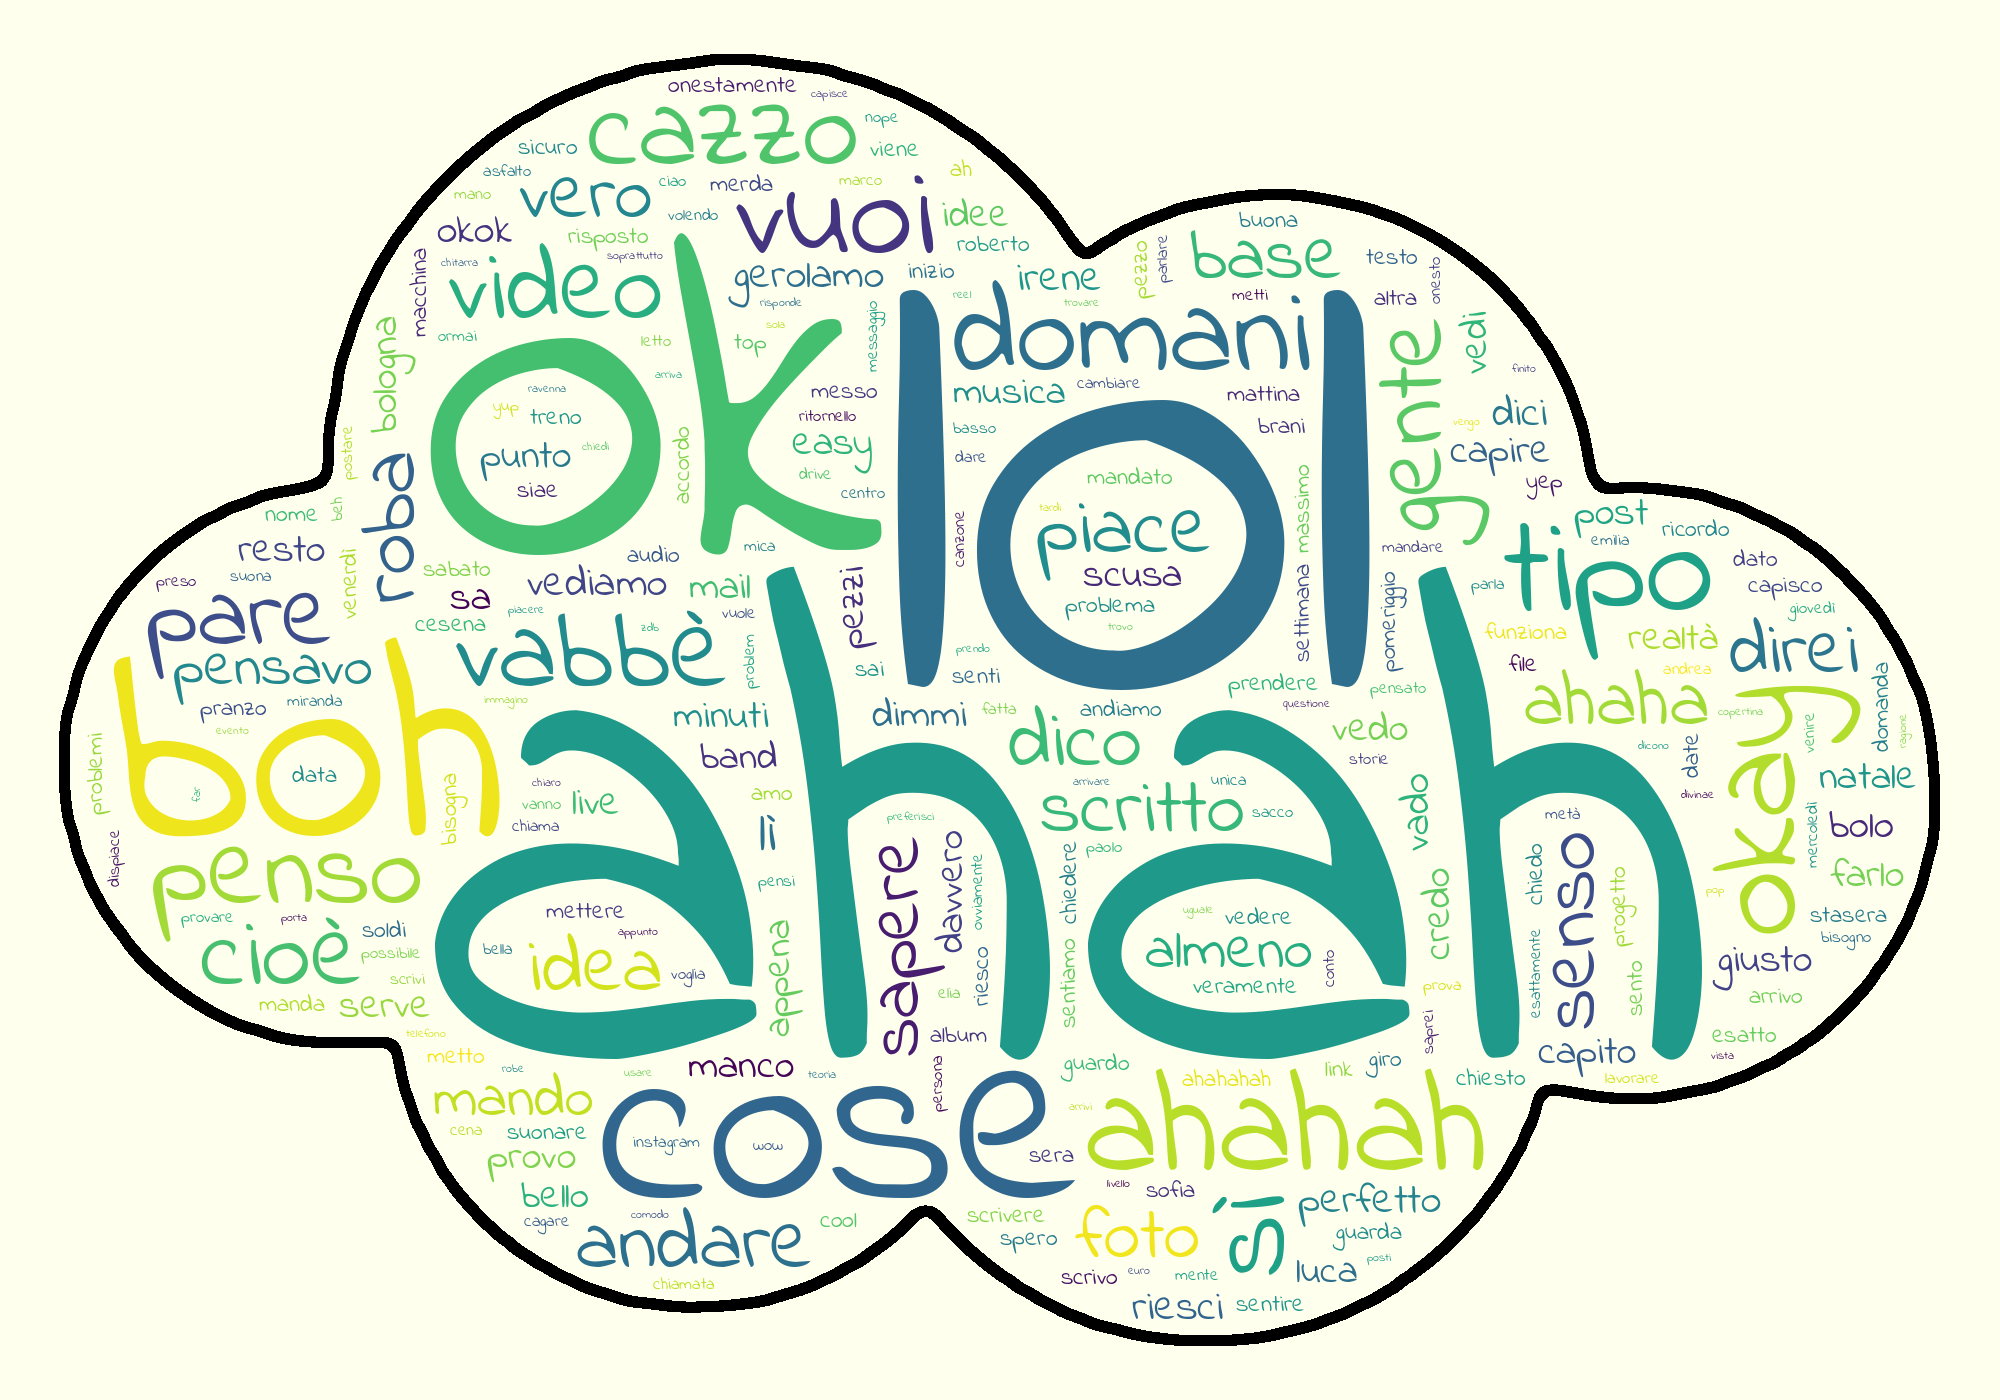 onestamente
capisce
cazzo
nope
sicuro
viene
asfalto
ciao
merda
marco
ah
mano
vero
volendo
vuoi
idee
okok
risposto
roberto
soprattutto
chitarra
macchina
video
gerolamo
inizio
irene
risponde
reel
trovare
buona
base
pezzo
parlare
testo
metti
altra
onesto
ormai
letto
top
sola
messaggio
domani
vedi
bologna
ok
lol
arriva
messo
musica
cambiare
mattina
gente
finito
ravenna
yup
treno
chiedi
punto
siae
accordo
ritornello
easy
drive
centro
basso
dare
brani
vengo
dici
capire
yep
postare
roba
nome
beh
resto
venerdì
canzone
mandato
tardi
piace
scusa
problema
trovo
settimana
massimo
mandare
post
ricordo
emilia
tipo
dato
capisco
giovedì
preso
suona
sabato
audio
mica
vediamo
mail
sa
piacere
vuole
cesena
vabbè
zdb
problem
pezzi
sai
prendo
senti
pomeriggio
parla
funziona
realtà
file
andrea
direi
domanda
pare
pensavo
pranzo
miranda
evento
immagino
boh
data
far
bisogna
problemi
dispiace
minuti
dimmi
fatta
andiamo
prendere
questione
pensato
ahaha
copertina
okay
venire
ragione
band
dico
vedo
storie
dicono
date
divinae
natale
ahah
chiaro
vanno
live
chiama
amo
lì
pensi
arrivare
unica
scritto
sacco
vado
metà
mercoledì
bolo
farlo
penso
provare
porta
preferisci
sapere
davvero
ovviamente
paolo
chiedere
credo
chiedo
senso
progetto
pop
stasera
bisogno
cioè
soldi
possibile
scrivi
manda
serve
mettere
appunto
bella
idea
voglia
appena
elia
riesco
sentiamo
uguale
vedere
almeno
veramente
conto
prova
esattamente
sento
giusto
arrivo
telefono
metto
robe
usare
manco
teoria
album
persona
guardo
saprei
capito
esatto
vista
mando
cena
suonare
provo
bello
cagare
cose
instagram
wow
sera
arrivi
ahahahah
link
giro
chiesto
lavorare
ahahah
livello
sofia
comodo
andare
cool
chiamata
scrivere
spero
scrivo
euro
foto
mente
sì
perfetto
guarda
posti
luca
riesci
sentire